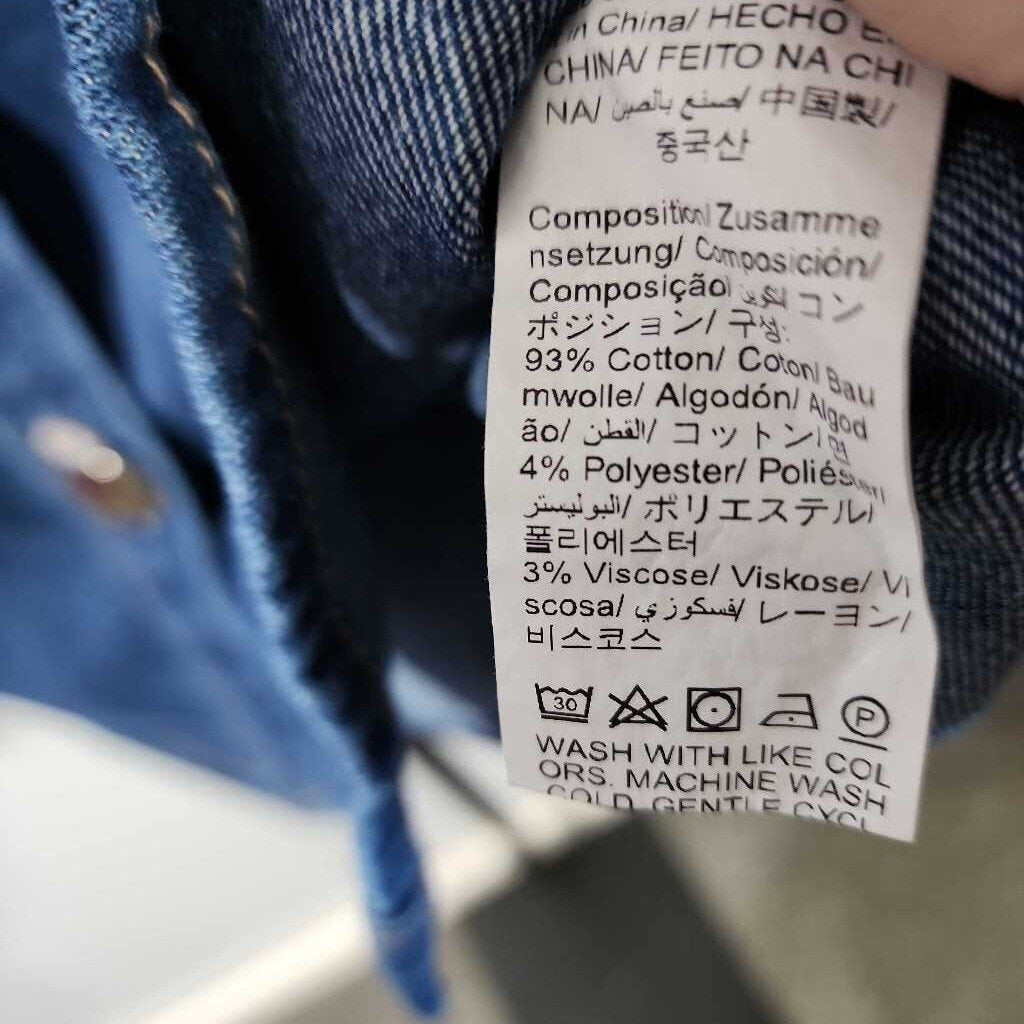 in China/ HECHO E
CHINA/ FEITO NA CHI
NA/ صنع بالصين/ 中国製/
중국산
Composition/ Zusamme
nsetzung/ Composición/
Composição/ コン
ポジション/ 구성:
93% Cotton/ Coton/ Bau
mwolle/ Algodón/ Algod
ão/ القطن/ コットン/ 면
4% Polyester/ Poliéster/
البوليستر/ ポリエステル/
폴리에스터
3% Viscose/ Viskose/ Vi
scosa/ فسكوزي/ レーヨン/
비스코스
30 P
WASH WITH LIKE COL
ORS. MACHINE WASH
COLD, GENTLE CYCL